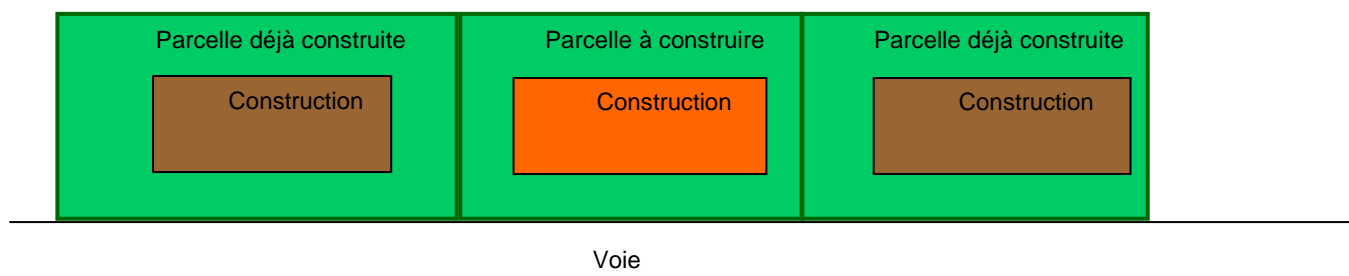 Parcelle déjà construite
Parcelle à construire
Parcelle déjà construite
Construction
Construction
Construction
Voie